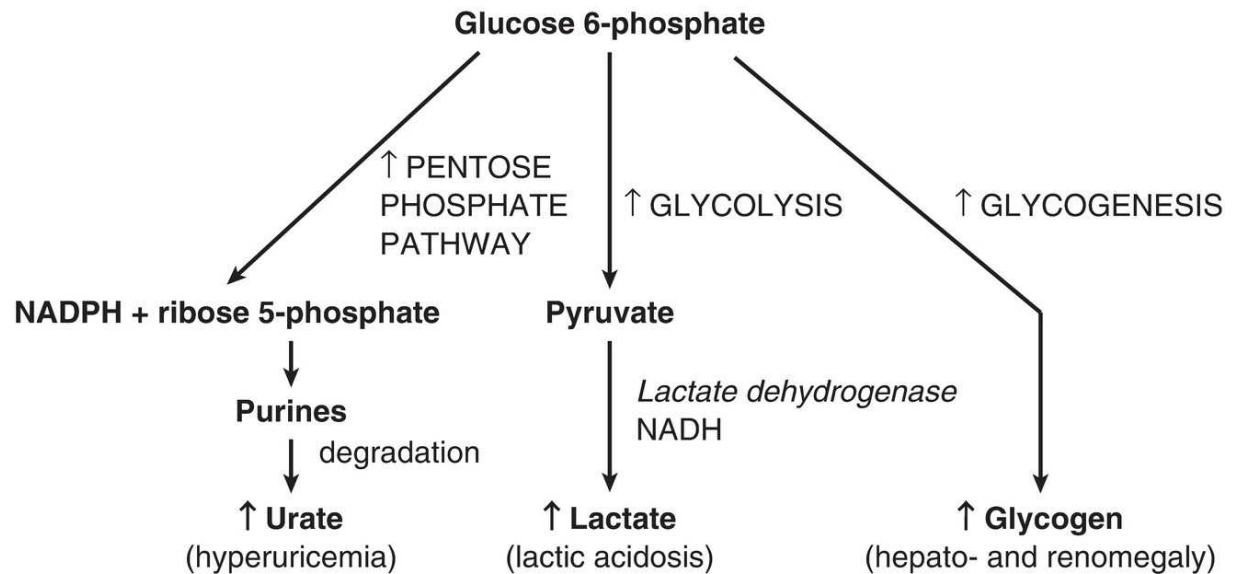 Glucose 6-phosphate
↑ PENTOSE
PHOSPHATE
PATHWAY
↑ GLYCOLYSIS
↑ GLYCOGENESIS
NADPH + ribose 5-phosphate
Pyruvate
Lactate dehydrogenase
NADH
Purines
degradation
↑ Urate
(hyperuricemia)
↑ Lactate
(lactic acidosis)
↑ Glycogen
(hepato- and renomegaly)